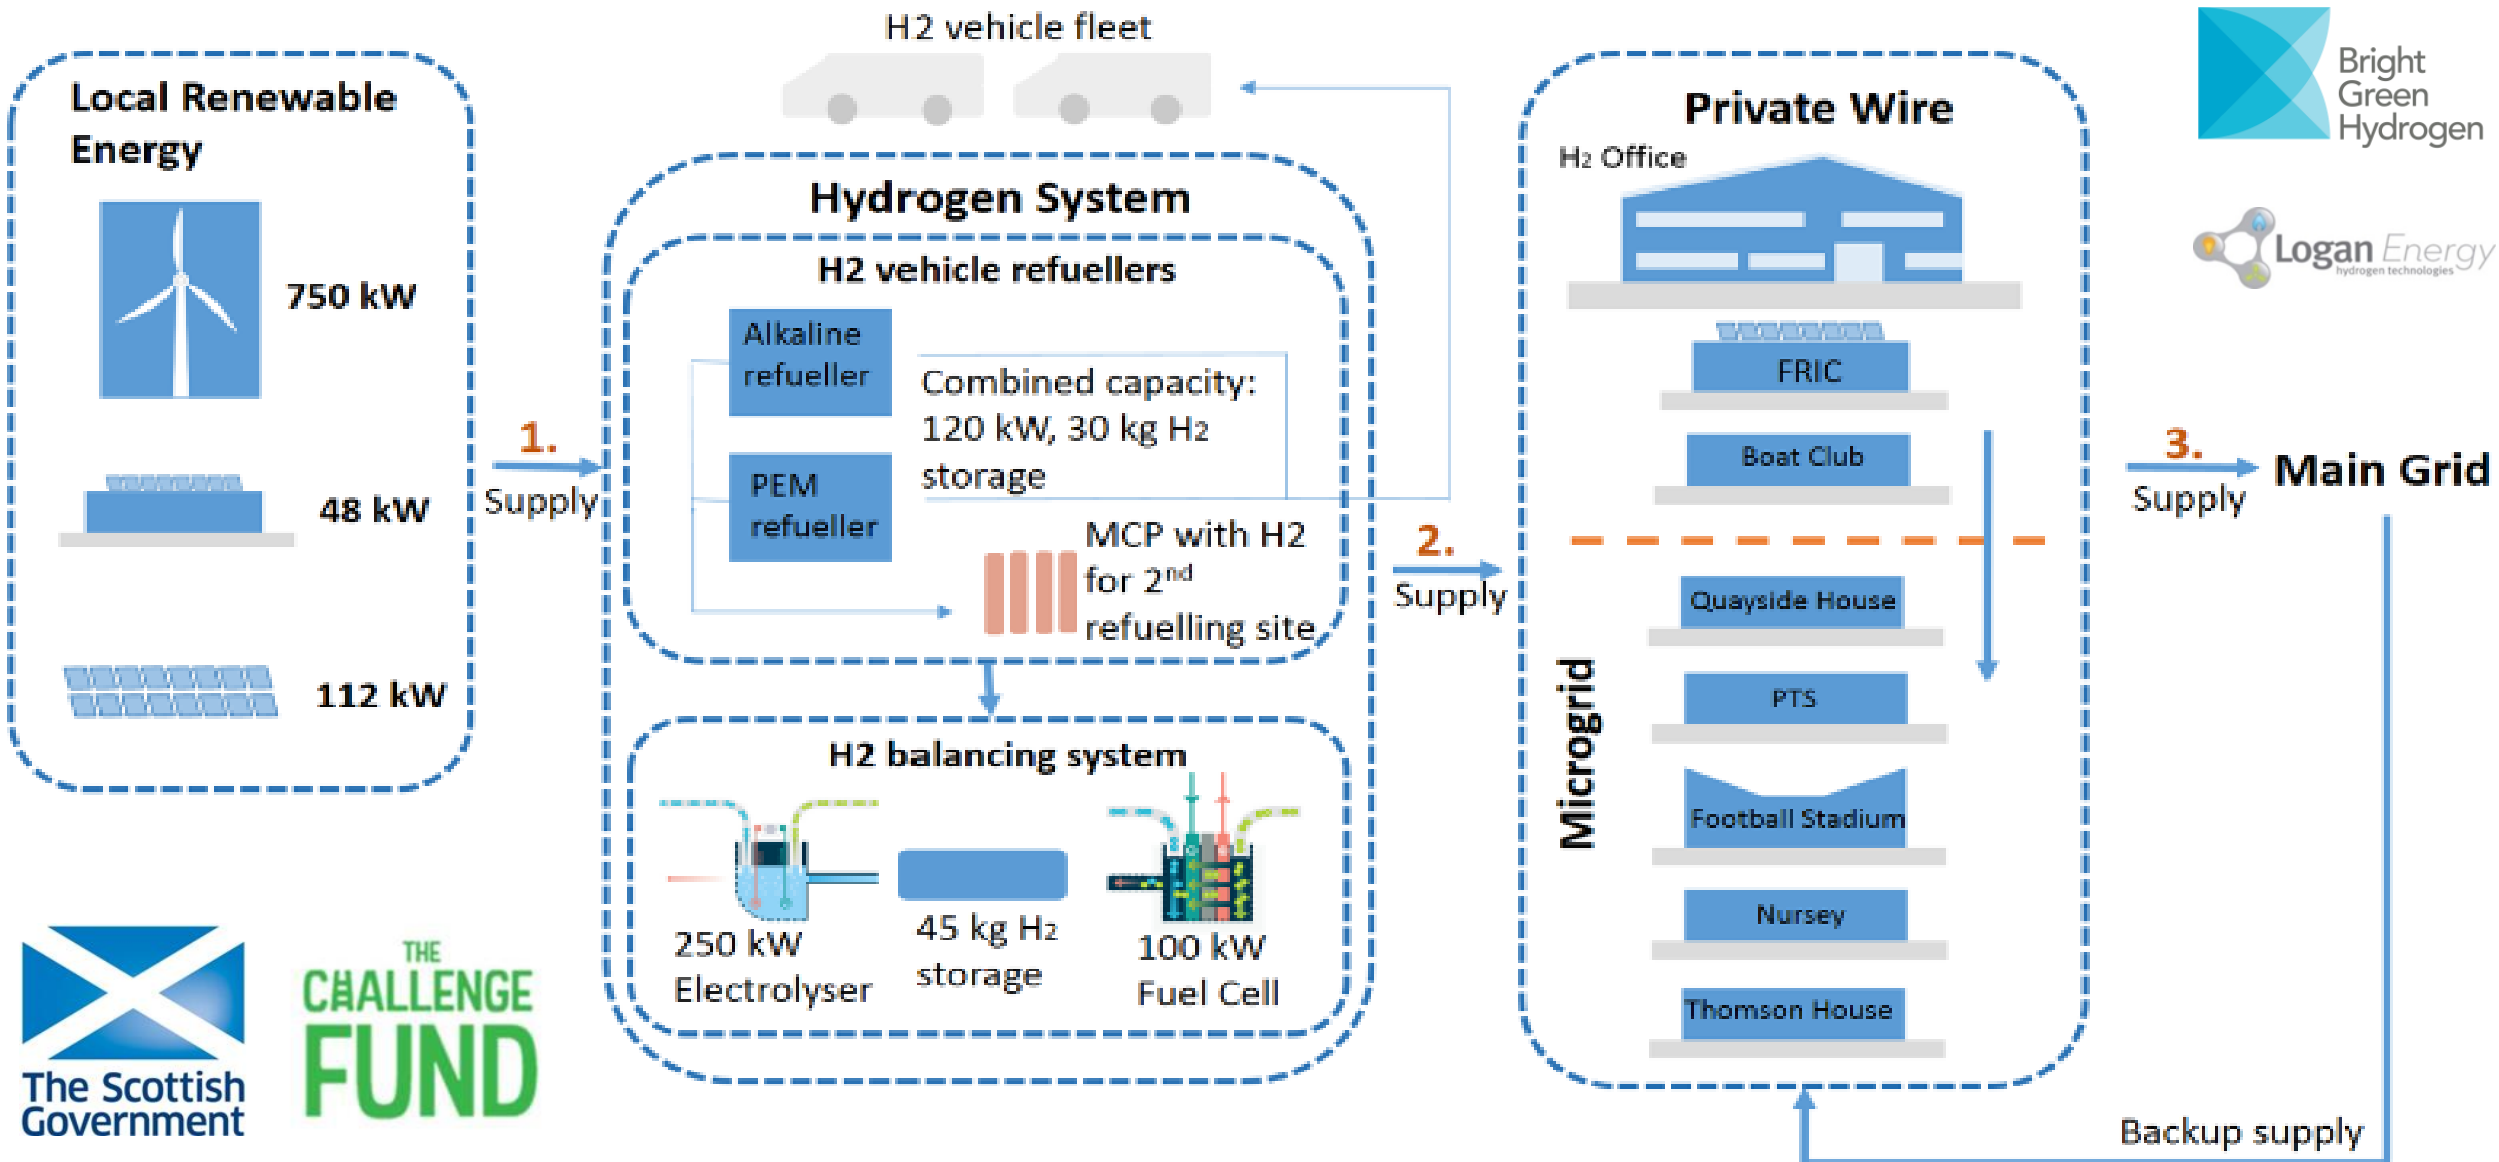 H2 vehicle fleet
Local Renewable
Energy
750 kW
48 kW
112 kW
1.
Supply
Hydrogen System
H2 vehicle refuellers
Alkaline
refueller
Combined capacity:
120 kW, 30 kg H₂
storage
PEM
refueller
MCP with H2
for 2ⁿᵈ
refuelling site
H2 balancing system
250 kW
Electrolyser
45 kg H₂
storage
100 kW
Fuel Cell
2.
Supply
Private Wire
H₂ Office
FRIC
Boat Club
Microgrid
Quayside House
PTS
Football Stadium
Nursey
Thomson House
3.
Supply
Main Grid
Backup supply
Bright
Green
Hydrogen
Logan Energy
hydrogen technologies
The Scottish
Government
THE
CHALLENGE
FUND